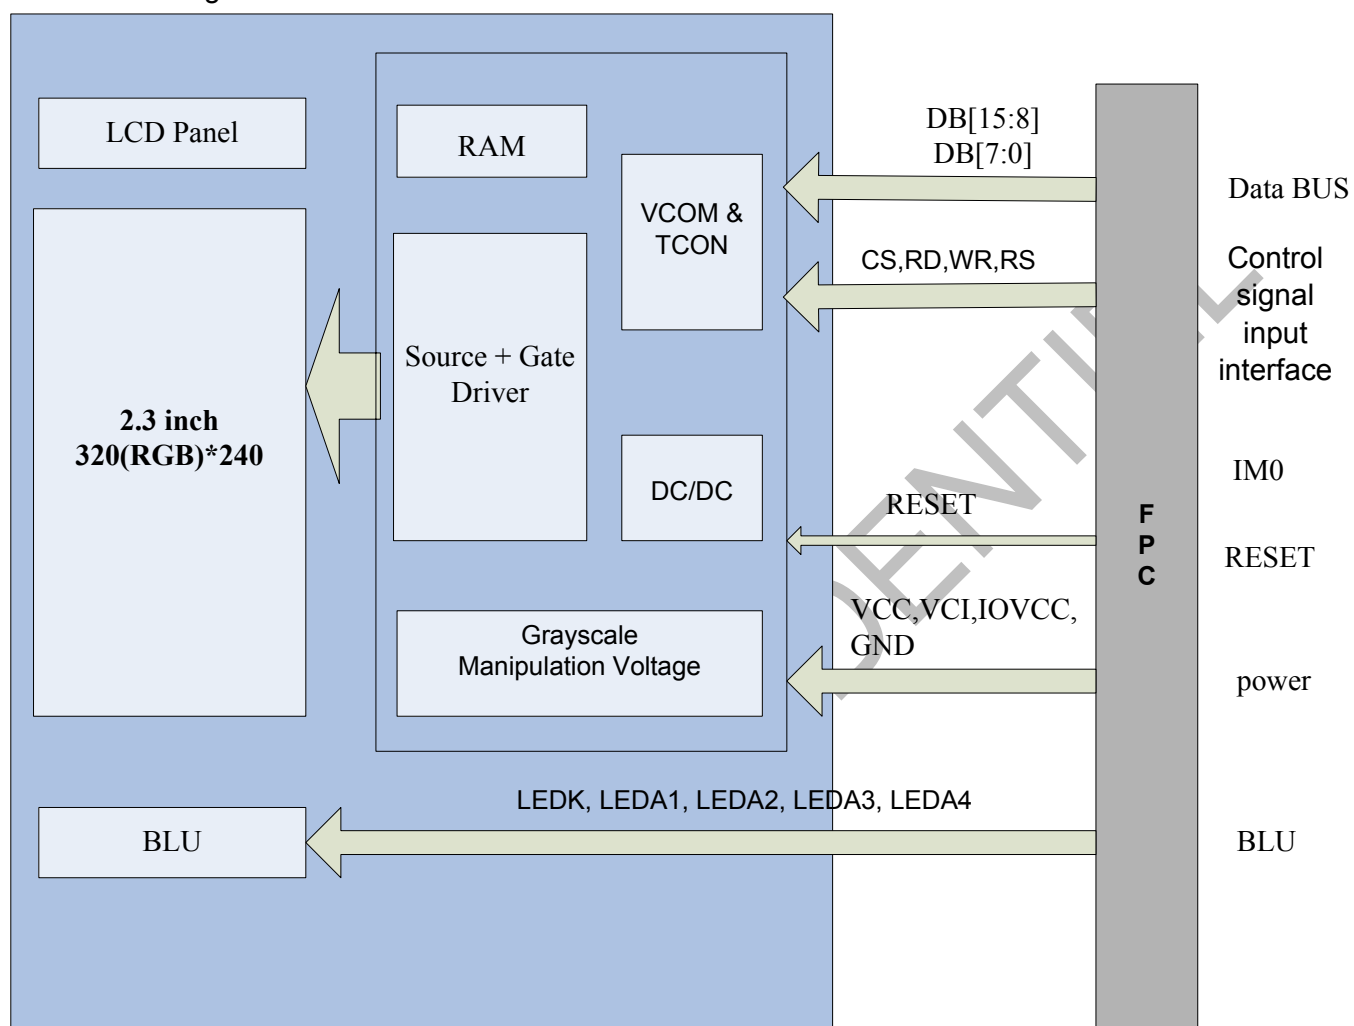 LCD Panel
RAM
DB[15:8]
DB[7:0]
Data BUS
VCOM &
TCON
CS,RD,WR,RS
Control
signal
input
interface
Source + Gate
Driver
2.3 inch
320(RGB)*240
DC/DC
IM0
RESET
F
P
C
RESET
VCC,VCI,IOVCC,
GND
Grayscale
Manipulation Voltage
power
LEDK, LEDA1, LEDA2, LEDA3, LEDA4
BLU
BLU